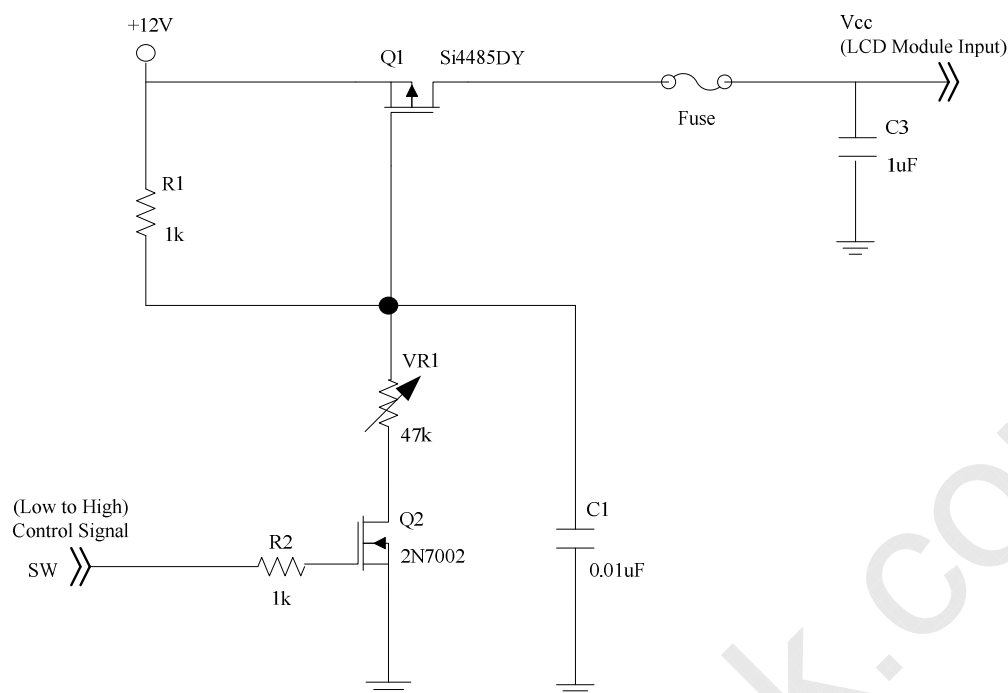 +12V
Q1
Si4485DY
Vcc
(LCD Module Input)
Fuse
C3
1uF
R1
1k
VR1
47k
(Low to High)
Control Signal
SW
R2
1k
Q2
2N7002
C1
0.01uF
k.co